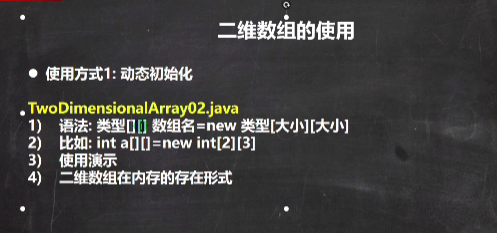 二维数组的使用
● 使用方式1: 动态初始化
TwoDimensionalArray02.java
1) 语法: 类型[][] 数组名=new 类型[大小][大小]
2) 比如: int a[][]=new int[2][3]
3) 使用演示
4) 二维数组在内存的存在形式